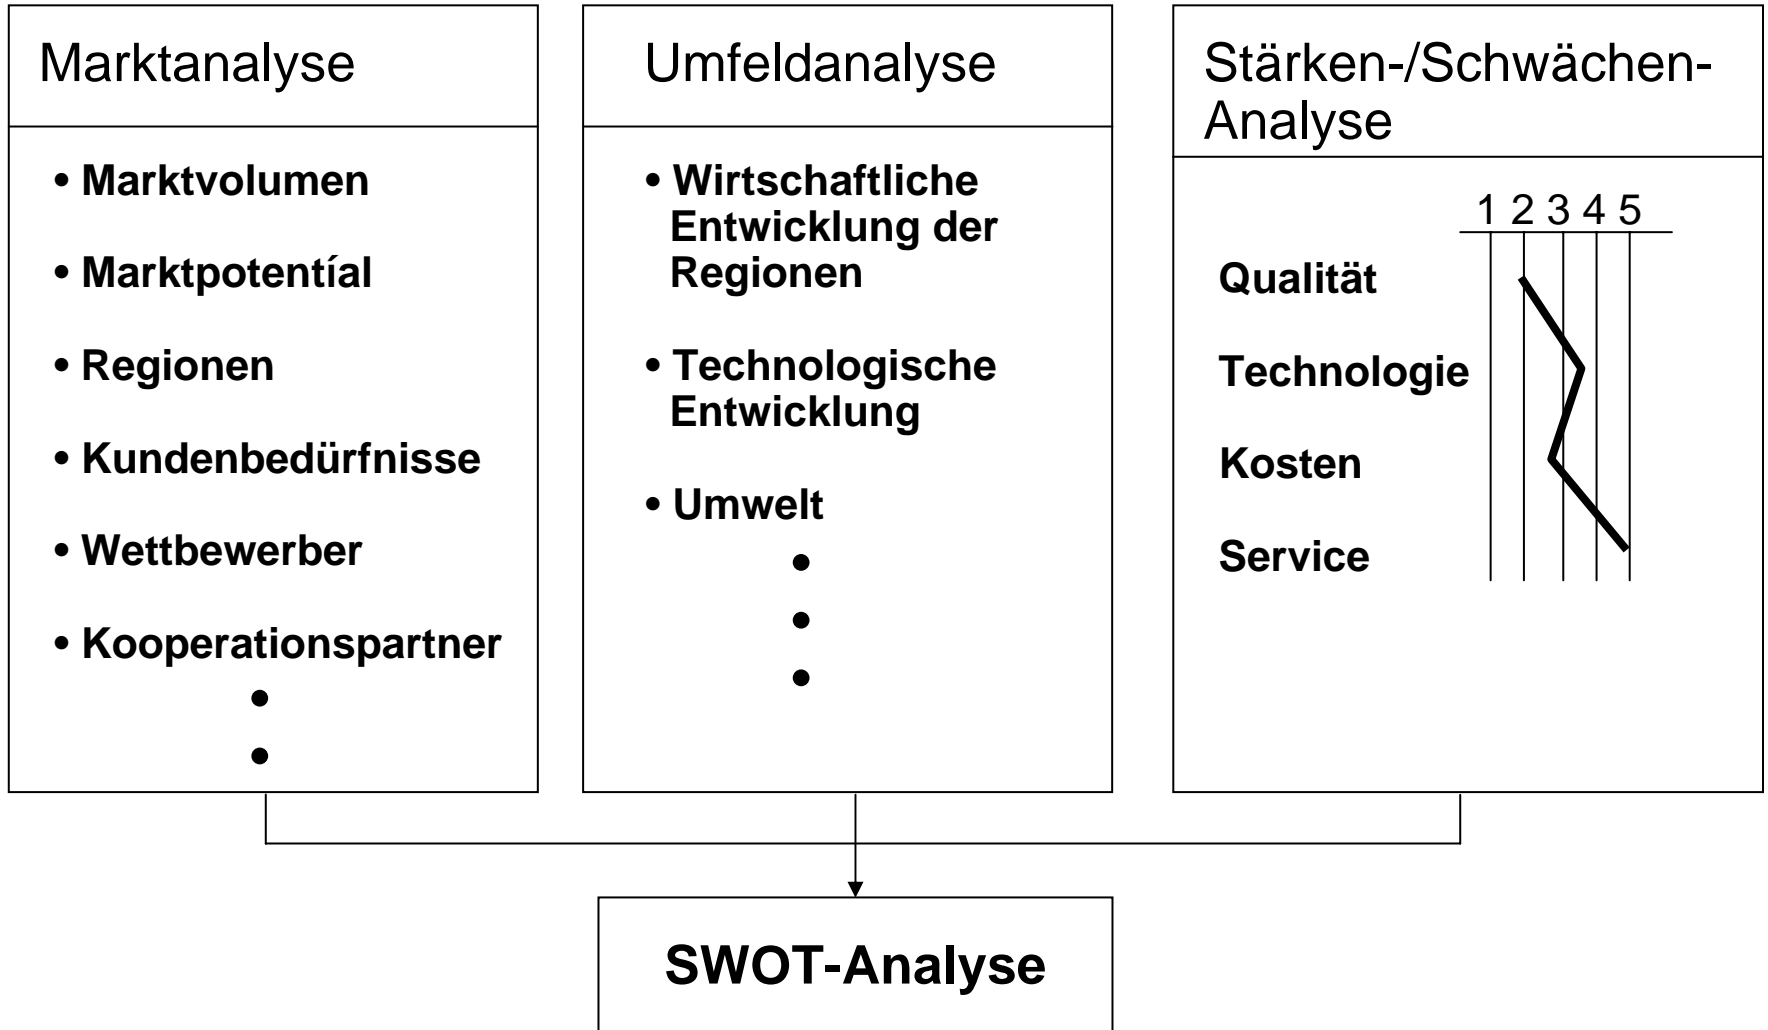 Marktanalyse
• Marktvolumen
• Marktpotentíal
• Regionen
• Kundenbedürfnisse
• Wettbewerber
• Kooperationspartner
•
•
Umfeldanalyse
• Wirtschaftliche
Entwicklung der
Regionen
• Technologische
Entwicklung
• Umwelt
•
•
•
Stärken-/Schwächen-
Analyse
1 2 3 4 5
Qualität
Technologie
Kosten
Service
SWOT-Analyse